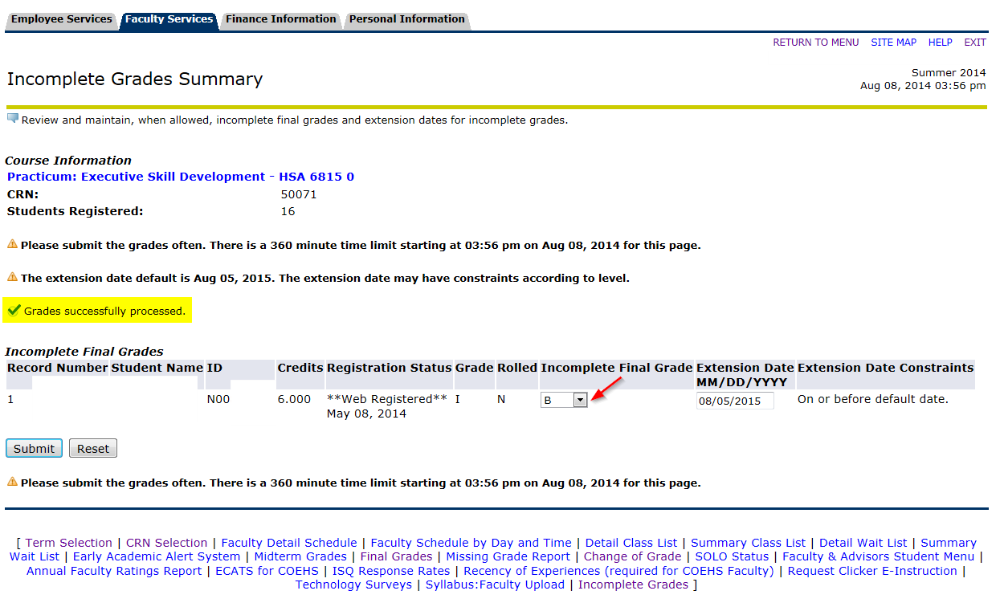 Employee Services Faculty Services Finance Information Personal Information
RETURN TO MENU SITE MAP HELP EXIT
Incomplete Grades Summary
Summer 2014
Aug 08, 2014 03:56 pm
Review and maintain, when allowed, incomplete final grades and extension dates for incomplete grades.
Course Information
Practicum: Executive Skill Development - HSA 6815 0
CRN: 50071
Students Registered: 16
Please submit the grades often. There is a 360 minute time limit starting at 03:56 pm on Aug 08, 2014 for this page.
The extension date default is Aug 05, 2015. The extension date may have constraints according to level.
Grades successfully processed.
Incomplete Final Grades
Record Number Student Name ID Credits Registration Status Grade Rolled Incomplete Final Grade Extension Date Extension Date Constraints
MM/DD/YYYY
1 N00 6.000 **Web Registered** I N B 08/05/2015 On or before default date.
May 08, 2014
Submit Reset
Please submit the grades often. There is a 360 minute time limit starting at 03:56 pm on Aug 08, 2014 for this page.
[ Term Selection | CRN Selection | Faculty Detail Schedule | Faculty Schedule by Day and Time | Detail Class List | Summary Class List | Detail Wait List | Summary
Wait List | Early Academic Alert System | Midterm Grades | Final Grades | Missing Grade Report | Change of Grade | SOLO Status | Faculty & Advisors Student Menu |
Annual Faculty Ratings Report | ECATS for COEHS | ISQ Response Rates | Recency of Experiences (required for COEHS Faculty) | Request Clicker E-Instruction |
Technology Surveys | Syllabus:Faculty Upload | Incomplete Grades ]